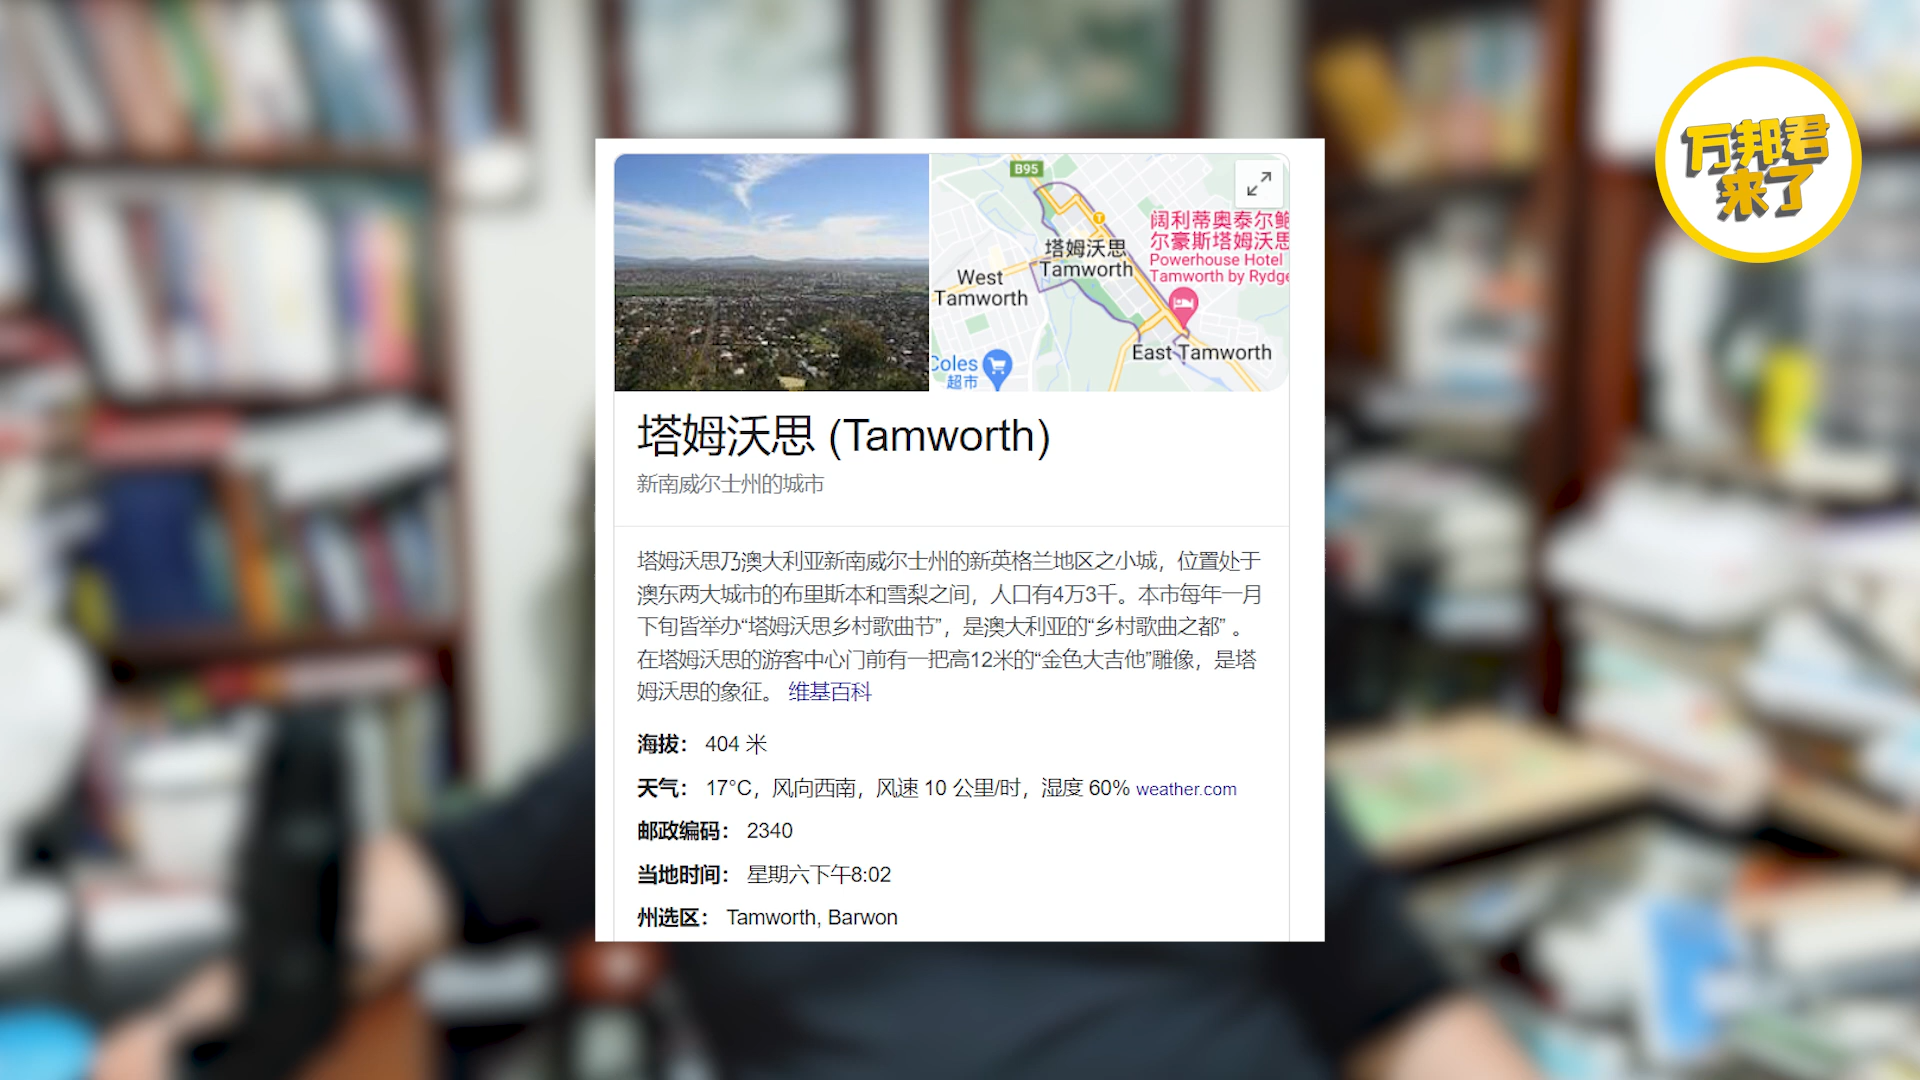 万邦君
来了
B95
阔利蒂奥泰尔鲍
尔豪斯塔姆沃思
Powerhouse Hotel
Tamworth by Rydge
塔姆沃思
Tamworth
West
Tamworth
East Tamworth
Coles
超市
塔姆沃思 (Tamworth)
新南威尔士州的城市
塔姆沃思乃澳大利亚新南威尔士州的新英格兰地区之小城，位置处于
澳东两大城市的布里斯本和雪梨之间，人口有4万3千。本市每年一月
下旬皆举办“塔姆沃思乡村歌曲节”，是澳大利亚的“乡村歌曲之都” 。
在塔姆沃思的游客中心门前有一把高12米的“金色大吉他”雕像，是塔
姆沃思的象征。 维基百科
海拔： 404 米
天气： 17°C，风向西南，风速 10 公里/时，湿度 60% weather.com
邮政编码： 2340
当地时间： 星期六下午8:02
州选区： Tamworth, Barwon